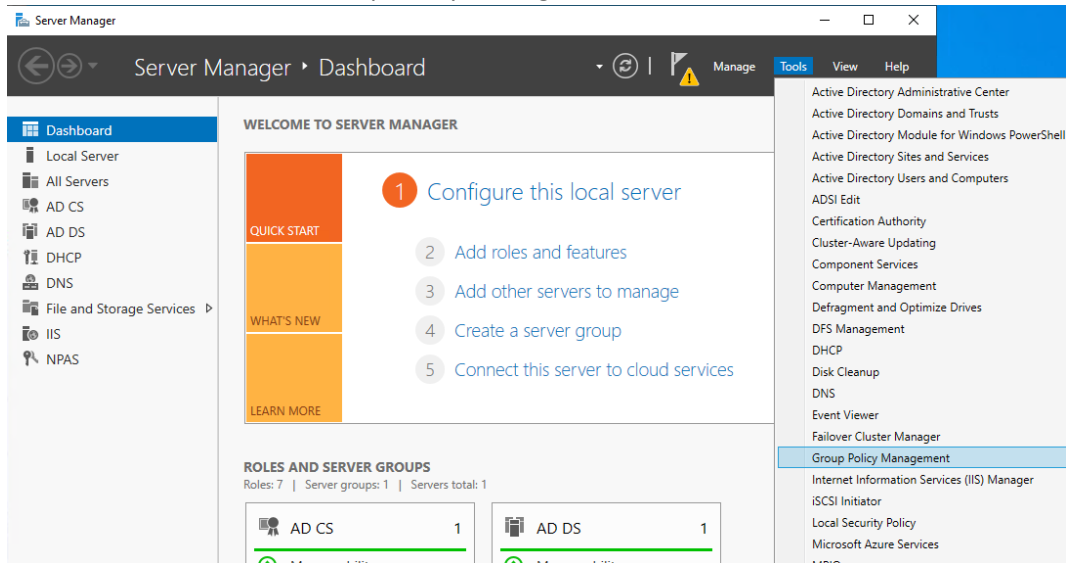 Server Manager
Server Manager • Dashboard
Manage
Tools
View
Help
Dashboard
Local Server
All Servers
AD CS
AD DS
DHCP
DNS
File and Storage Services
IIS
NPAS
WELCOME TO SERVER MANAGER
QUICK START
WHAT'S NEW
LEARN MORE
1 Configure this local server
2 Add roles and features
3 Add other servers to manage
4 Create a server group
5 Connect this server to cloud services
ROLES AND SERVER GROUPS
Roles: 7 | Server groups: 1 | Servers total: 1
AD CS 1
AD DS 1
Active Directory Administrative Center
Active Directory Domains and Trusts
Active Directory Module for Windows PowerShell
Active Directory Sites and Services
Active Directory Users and Computers
ADSI Edit
Certification Authority
Cluster-Aware Updating
Component Services
Computer Management
Defragment and Optimize Drives
DFS Management
DHCP
Disk Cleanup
DNS
Event Viewer
Failover Cluster Manager
Group Policy Management
Internet Information Services (IIS) Manager
iSCSI Initiator
Local Security Policy
Microsoft Azure Services